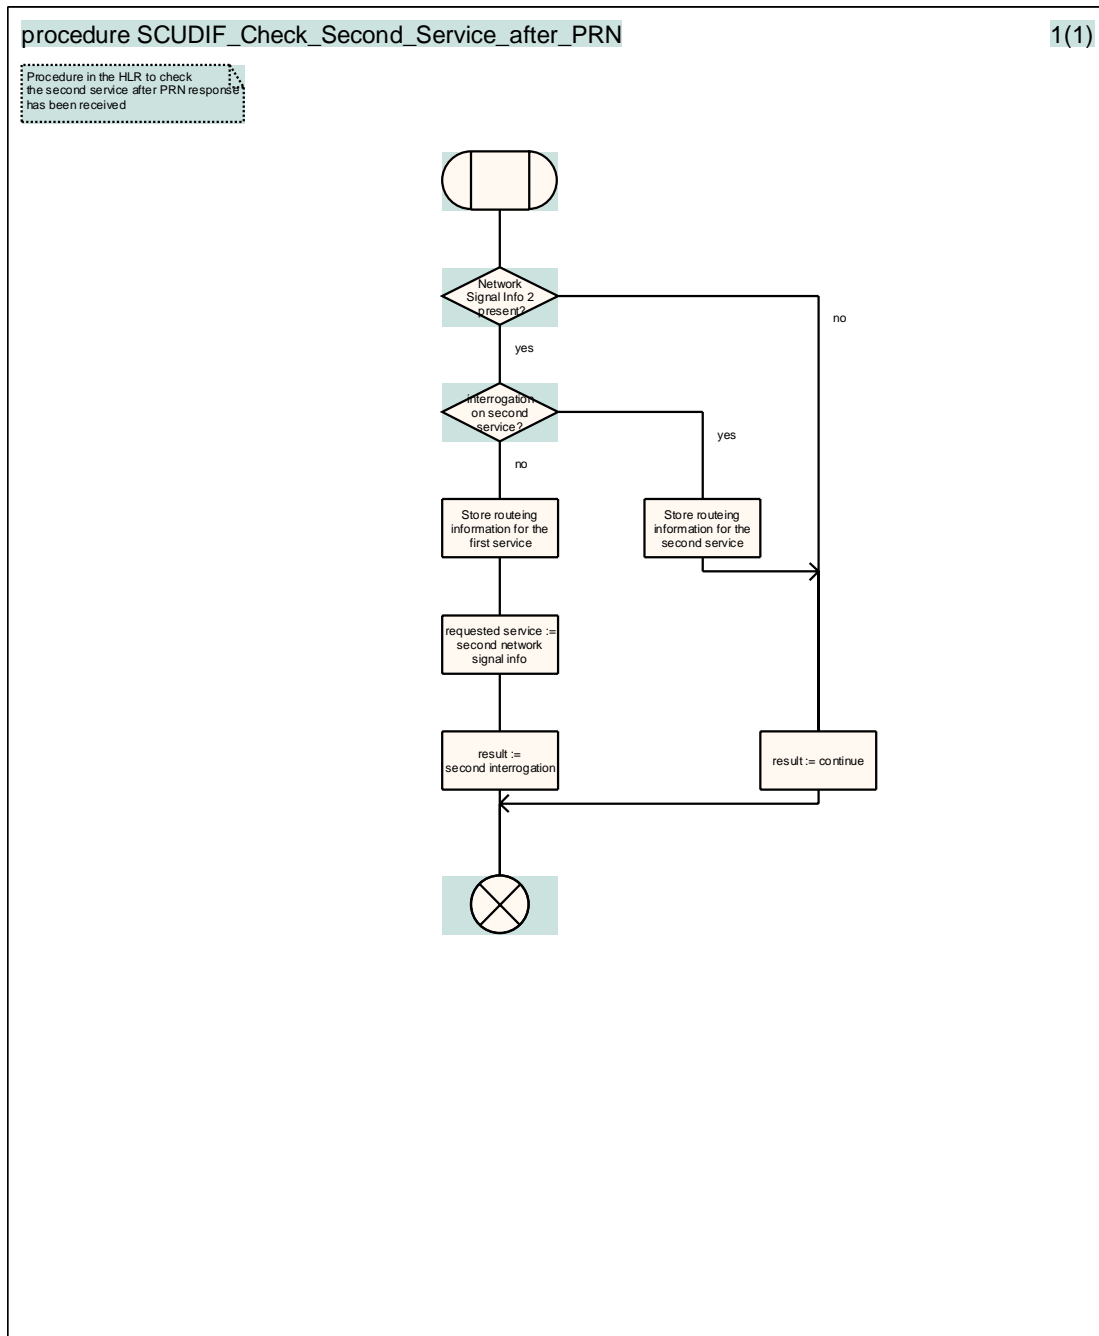 procedure SCUDIF_Check_Second_Service_after_PRN
1(1)
Procedure in the HLR to check
the second service after PRN response
has been received
Network
Signal Info 2
present?
no
yes
interrogation
on second
service?
yes
no
Store routeing
information for the
first service
Store routeing
information for the
second service
requested service :=
second network
signal info
result :=
second interrogation
result := continue